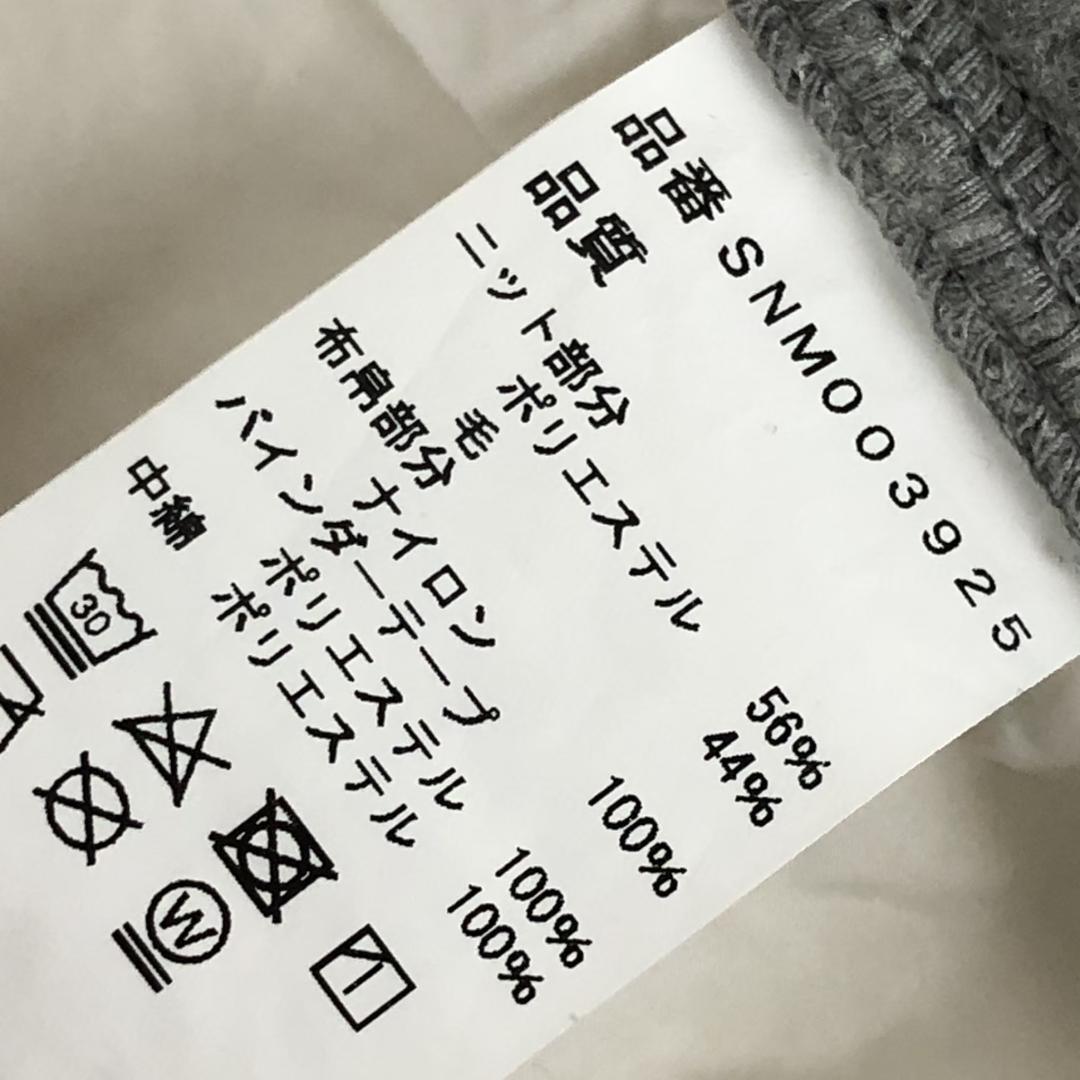 品番 SNM003925
品質
ニット部分
ポリエステル 56%
毛 44%
布帛部分
ナイロン 100%
バインダーテープ
ポリエステル 100%
中綿 ポリエステル 100%
30
W